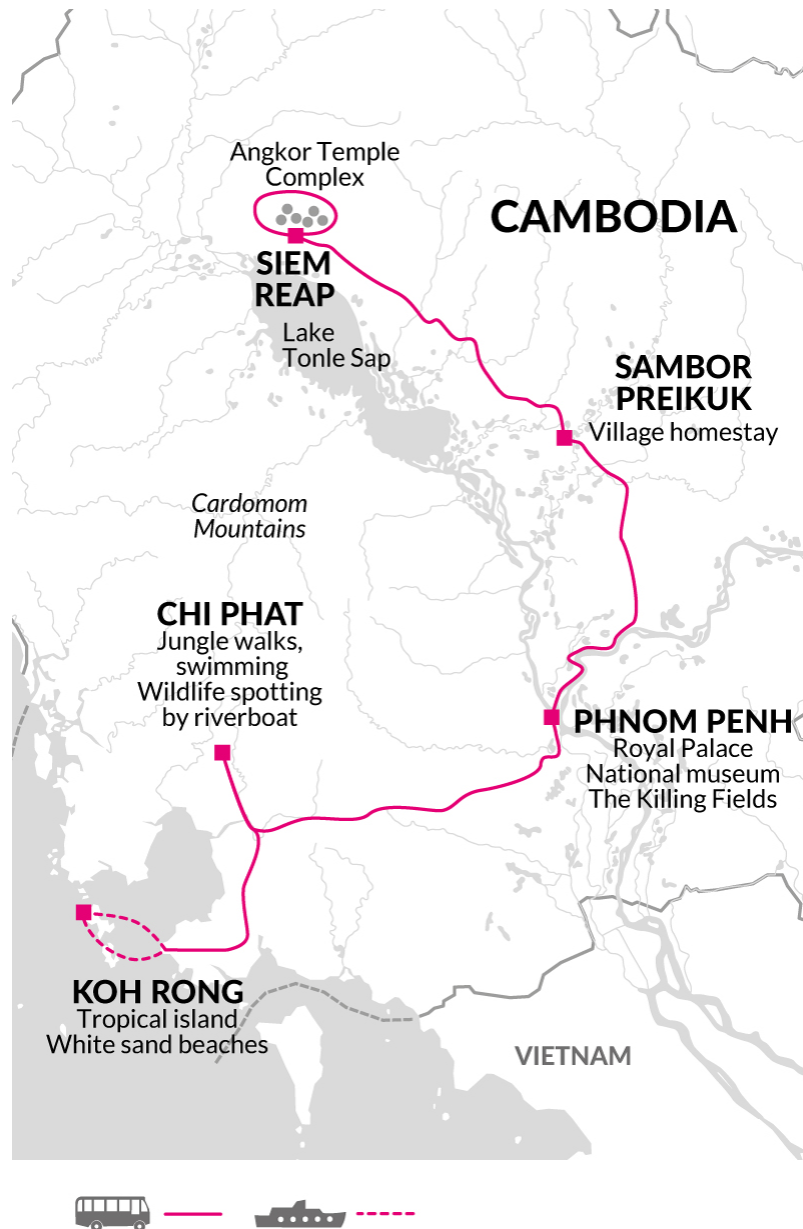 Angkor Temple
Complex
CAMBODIA
SIEM
REAP
Lake
Tonle Sap
SAMBOR
PREIKUK
Village homestay
Cardomom
Mountains
CHI PHAT
Jungle walks,
swimming
Wildlife spotting
by riverboat
PHNOM PENH
Royal Palace
National museum
The Killing Fields
KOH RONG
Tropical island
White sand beaches
VIETNAM